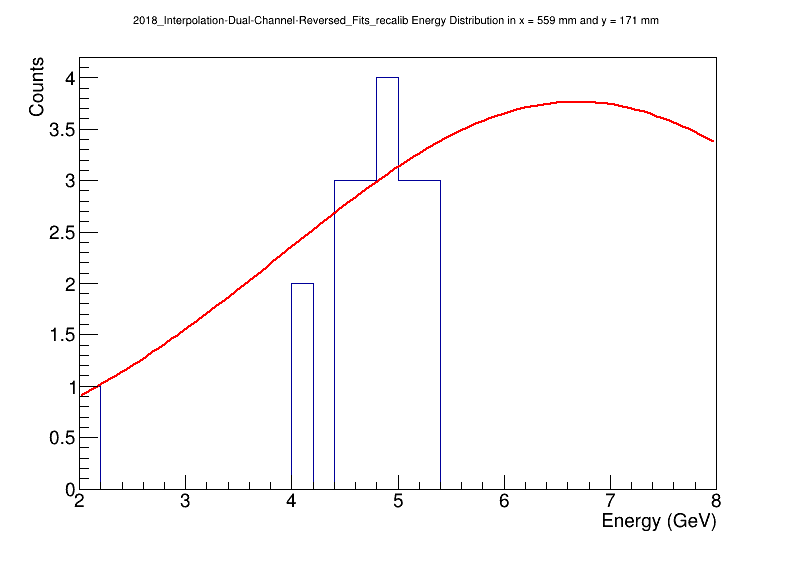 2018_Interpolation-Dual-Channel-Reversed_Fits_recalib Energy Distribution in x = 559 mm and y = 171 mm
Counts
4
3.5
3
2.5
2
1.5
1
0.5
0
2 3 4 5 6 7 8
Energy (GeV)